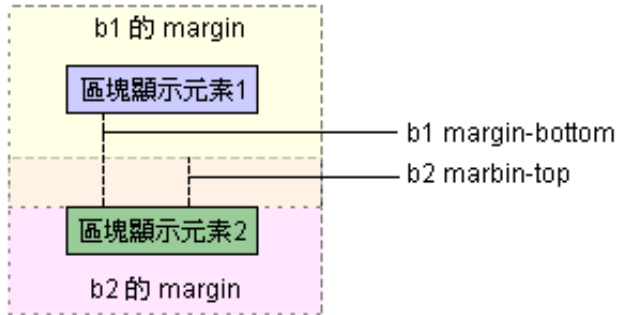 b1 的 margin
區塊顯示元素1
b1 margin-bottom
b2 marbin-top
區塊顯示元素2
b2 的 margin